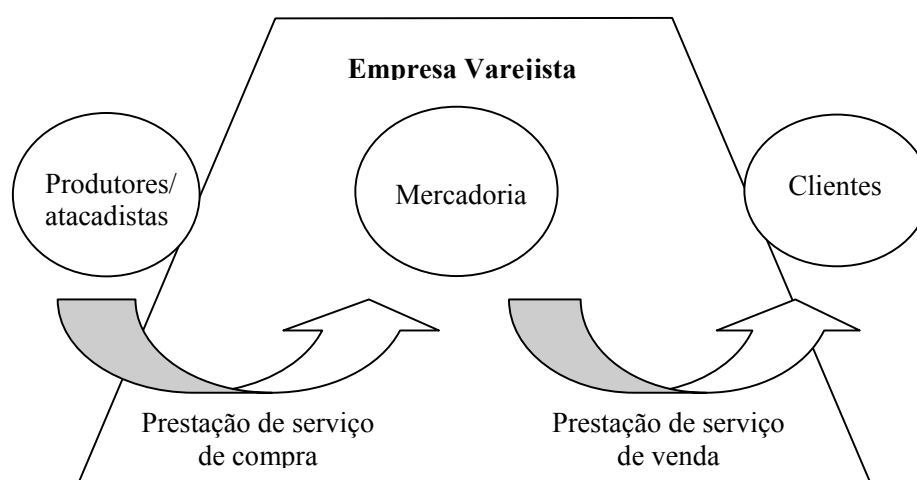 Empresa Varejista
Produtores/
atacadistas
Mercadoria
Clientes
Prestação de serviço
de compra
Prestação de serviço
de venda